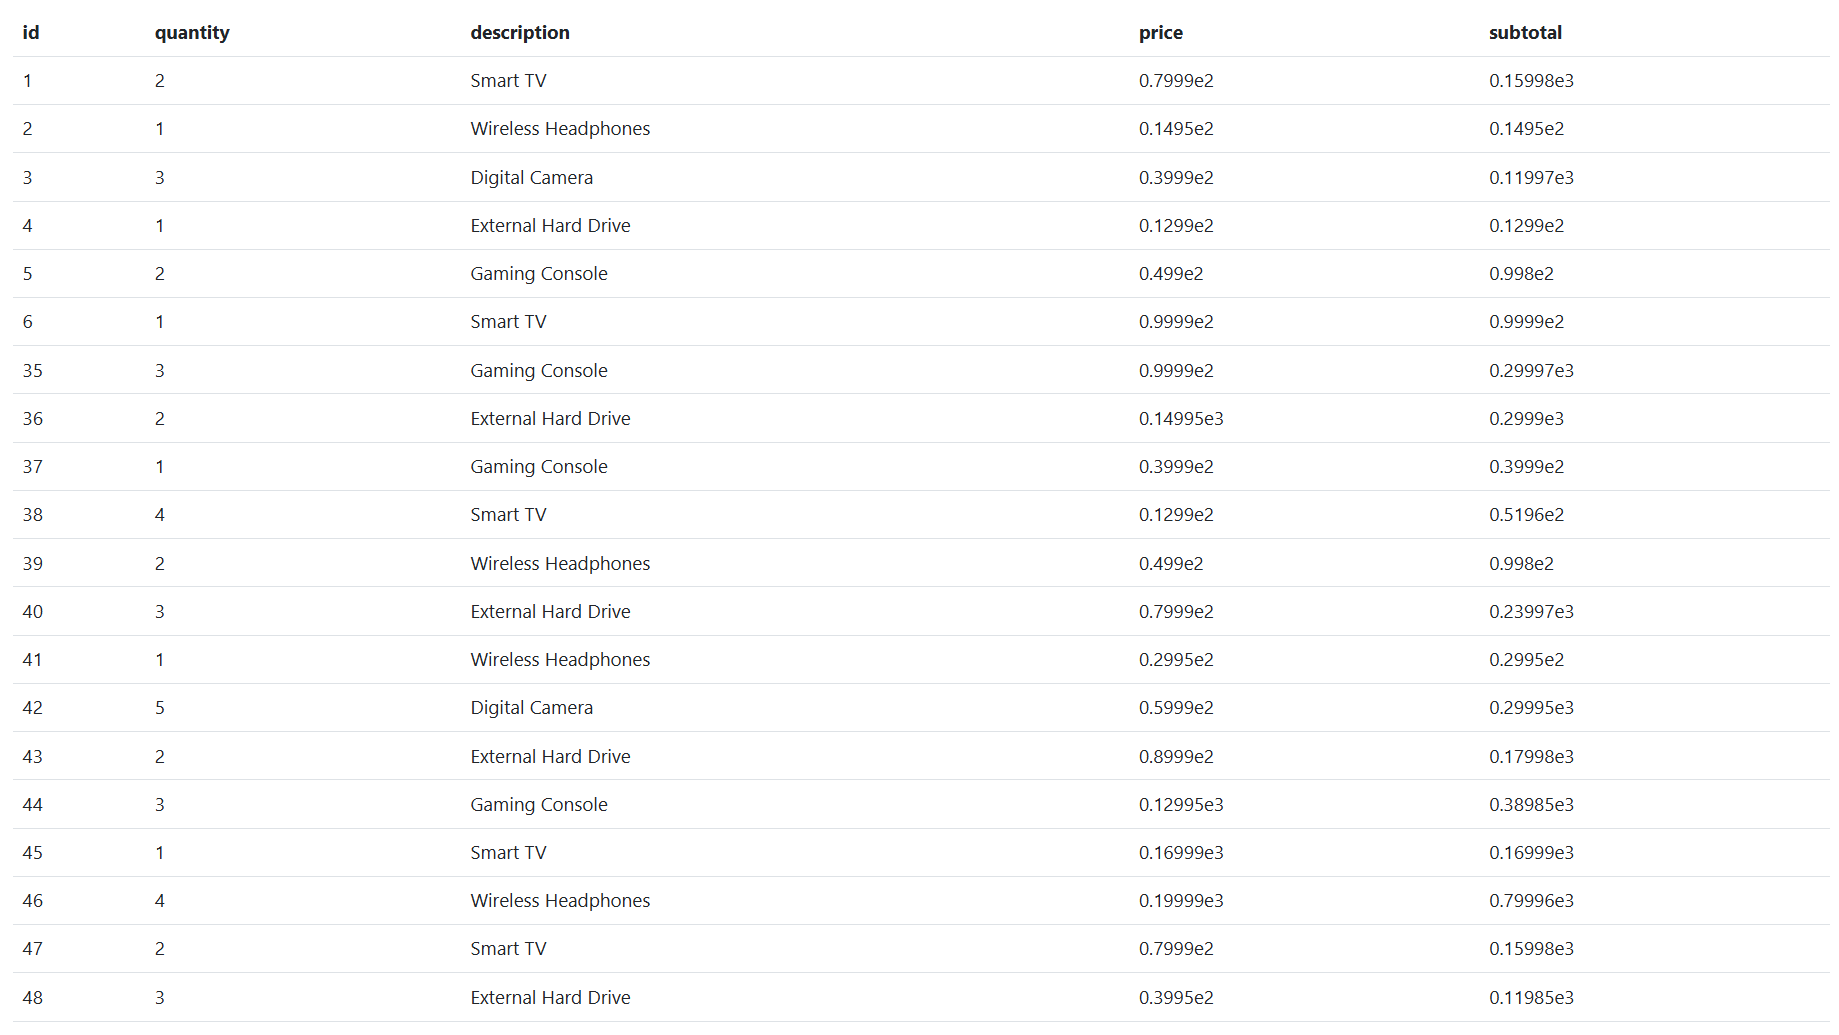 id quantity description price subtotal
1 2 Smart TV 0.7999e2 0.15998e3
2 1 Wireless Headphones 0.1495e2 0.1495e2
3 3 Digital Camera 0.3999e2 0.11997e3
4 1 External Hard Drive 0.1299e2 0.1299e2
5 2 Gaming Console 0.499e2 0.998e2
6 1 Smart TV 0.9999e2 0.9999e2
35 3 Gaming Console 0.9999e2 0.29997e3
36 2 External Hard Drive 0.14995e3 0.2999e3
37 1 Gaming Console 0.3999e2 0.3999e2
38 4 Smart TV 0.1299e2 0.5196e2
39 2 Wireless Headphones 0.499e2 0.998e2
40 3 External Hard Drive 0.7999e2 0.23997e3
41 1 Wireless Headphones 0.2995e2 0.2995e2
42 5 Digital Camera 0.5999e2 0.29995e3
43 2 External Hard Drive 0.8999e2 0.17998e3
44 3 Gaming Console 0.12995e3 0.38985e3
45 1 Smart TV 0.16999e3 0.16999e3
46 4 Wireless Headphones 0.19999e3 0.79996e3
47 2 Smart TV 0.7999e2 0.15998e3
48 3 External Hard Drive 0.3995e2 0.11985e3